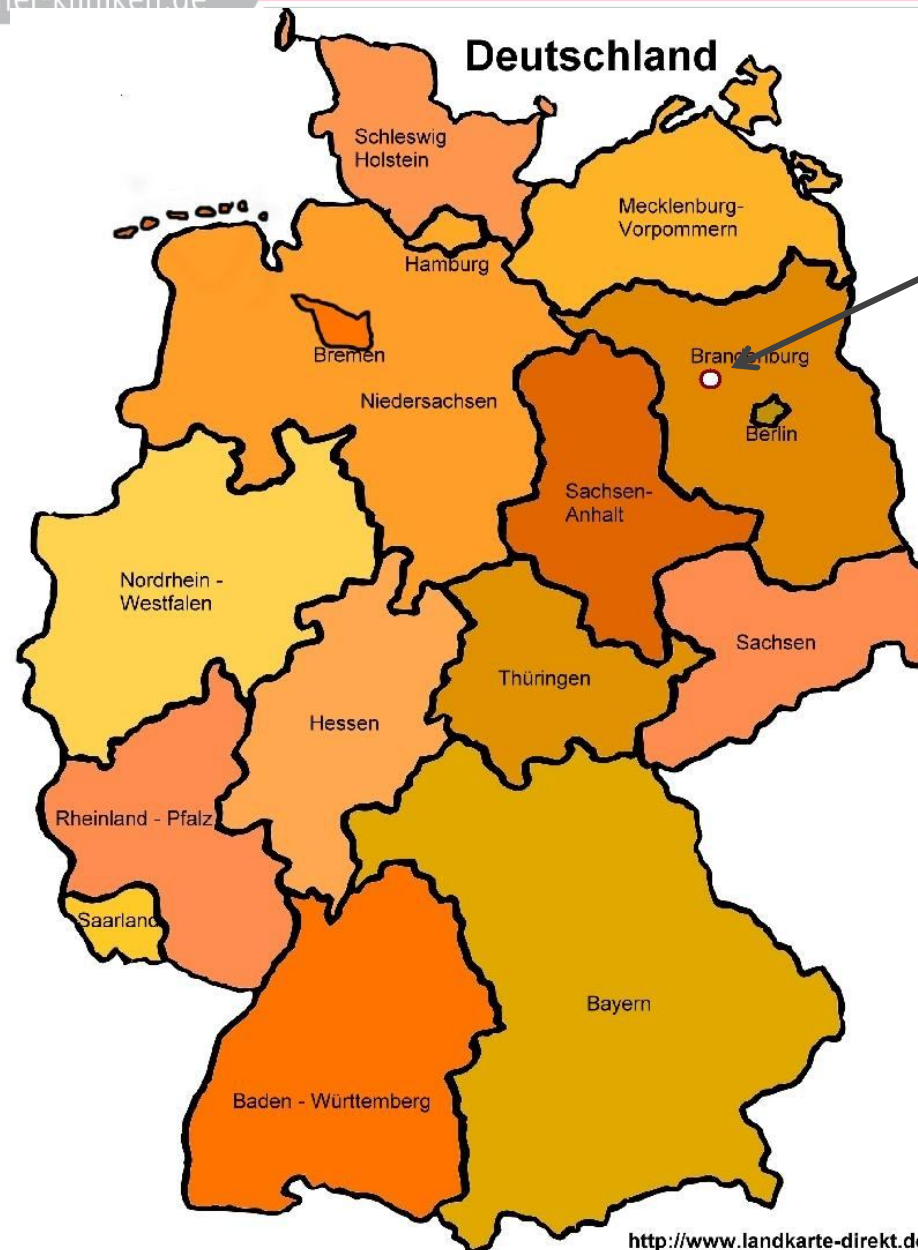 Deutschland
Schleswig
Holstein
Mecklenburg-
Vorpommern
Hamburg
Bremen
Brandenburg
Niedersachsen
Berlin
Sachsen-
Anhalt
Nordrhein -
Westfalen
Sachsen
Thüringen
Hessen
Rheinland - Pfalz
Saarland
Bayern
Baden - Württemberg
http://www.landkarte-direkt.de